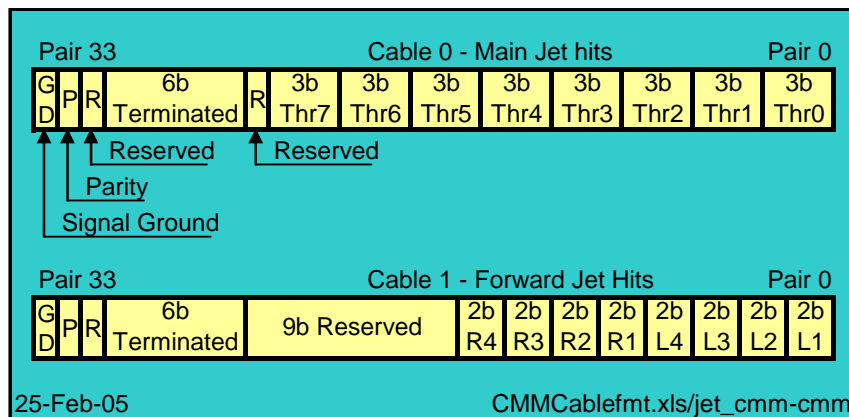 Pair 33 Cable 0 - Main Jet hits Pair 0
G 6b 3b 3b 3b 3b 3b 3b 3b 3b
D P R Terminated R Thr7 Thr6 Thr5 Thr4 Thr3 Thr2 Thr1 Thr0
Reserved Reserved
Parity
Signal Ground
Pair 33 Cable 1 - Forward Jet Hits Pair 0
G 6b 2b 2b 2b 2b 2b 2b 2b 2b
D P R Terminated 9b Reserved R4 R3 R2 R1 L4 L3 L2 L1
25-Feb-05 CMMCablefmt.xls/jet_cmm-cmm